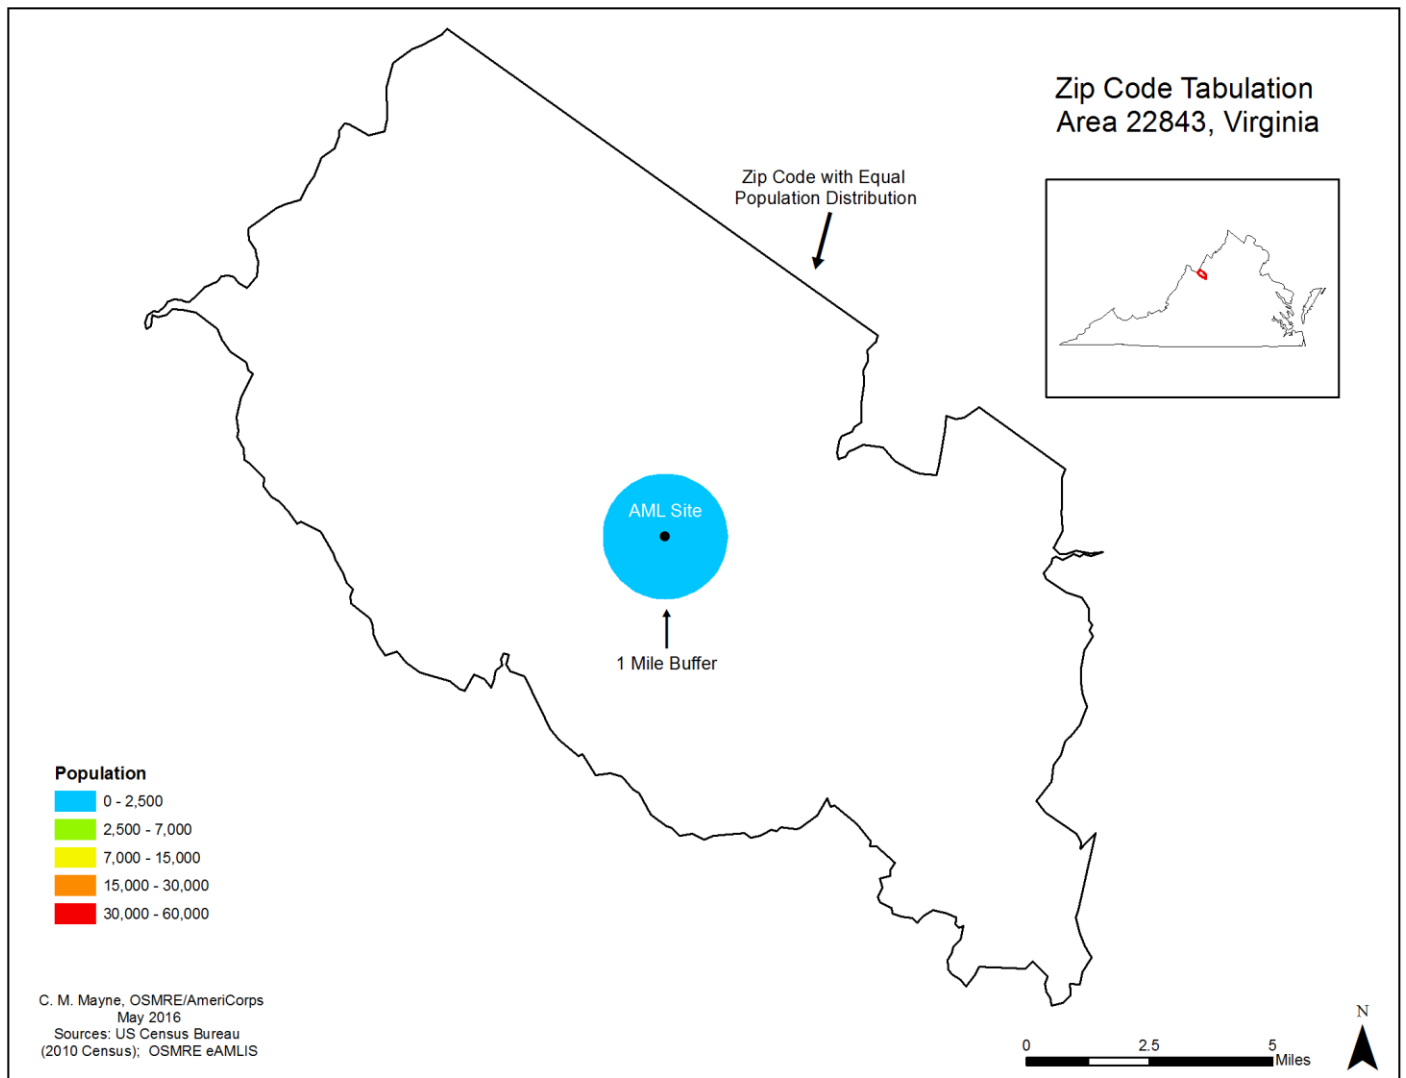 Zip Code Tabulation
Area 22843, Virginia
Zip Code with Equal
Population Distribution
AML Site
1 Mile Buffer
Population
0 - 2,500
2,500 - 7,000
7,000 - 15,000
15,000 - 30,000
30,000 - 60,000
C. M. Mayne, OSMRE/AmeriCorps
May 2016
Sources: US Census Bureau
(2010 Census);  OSMRE eAMLIS
N
0 2.5 5
Miles